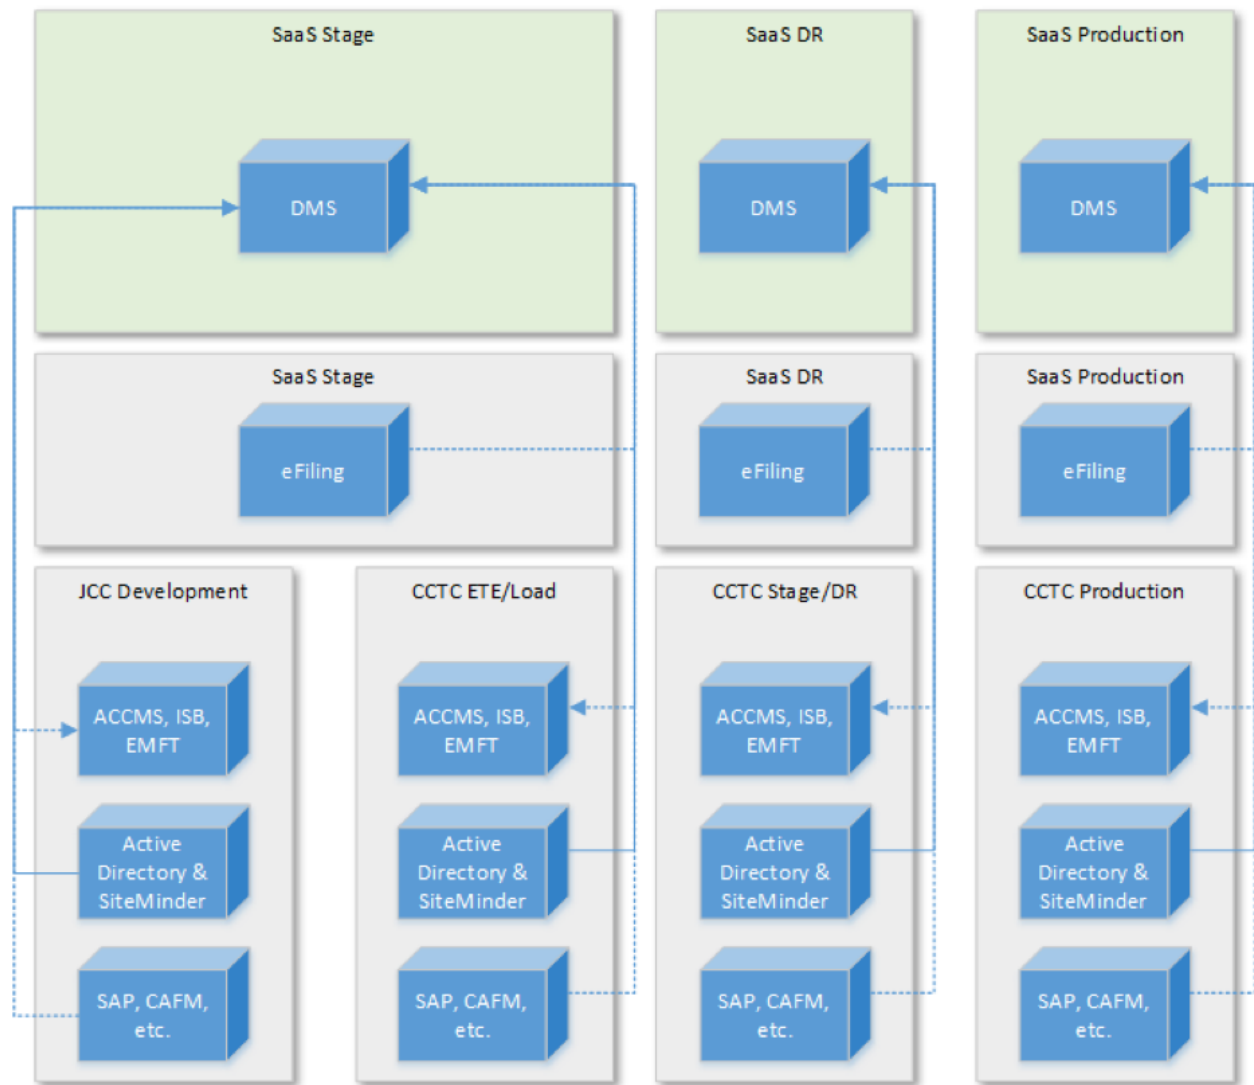 SaaS Stage
SaaS DR
SaaS Production
DMS
DMS
DMS
SaaS Stage
SaaS DR
SaaS Production
eFiling
eFiling
eFiling
JCC Development
CCTC ETE/Load
CCTC Stage/DR
CCTC Production
ACCMS, ISB,
EMFT
ACCMS, ISB,
EMFT
ACCMS, ISB,
EMFT
ACCMS, ISB,
EMFT
Active
Directory &
SiteMinder
Active
Directory &
SiteMinder
Active
Directory &
SiteMinder
Active
Directory &
SiteMinder
SAP, CAFM,
etc.
SAP, CAFM,
etc.
SAP, CAFM,
etc.
SAP, CAFM,
etc.